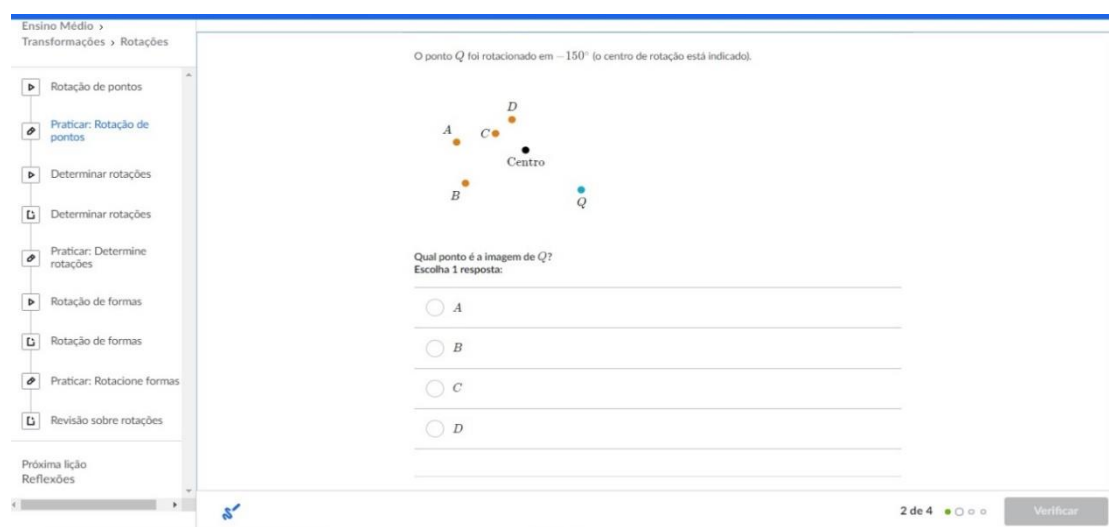 Ensino Médio >
Transformações > Rotações
Rotação de pontos
Praticar: Rotação de
pontos
Determinar rotações
Determinar rotações
Praticar: Determine
rotações
Rotação de formas
Rotação de formas
Praticar: Rotacione formas
Revisão sobre rotações
Próxima lição
Reflexões
O ponto Q foi rotacionado em −150° (o centro de rotação está indicado).
D
A
C
Centro
B
Q
Qual ponto é a imagem de Q?
Escolha 1 resposta:
A
B
C
D
2 de 4
Verificar